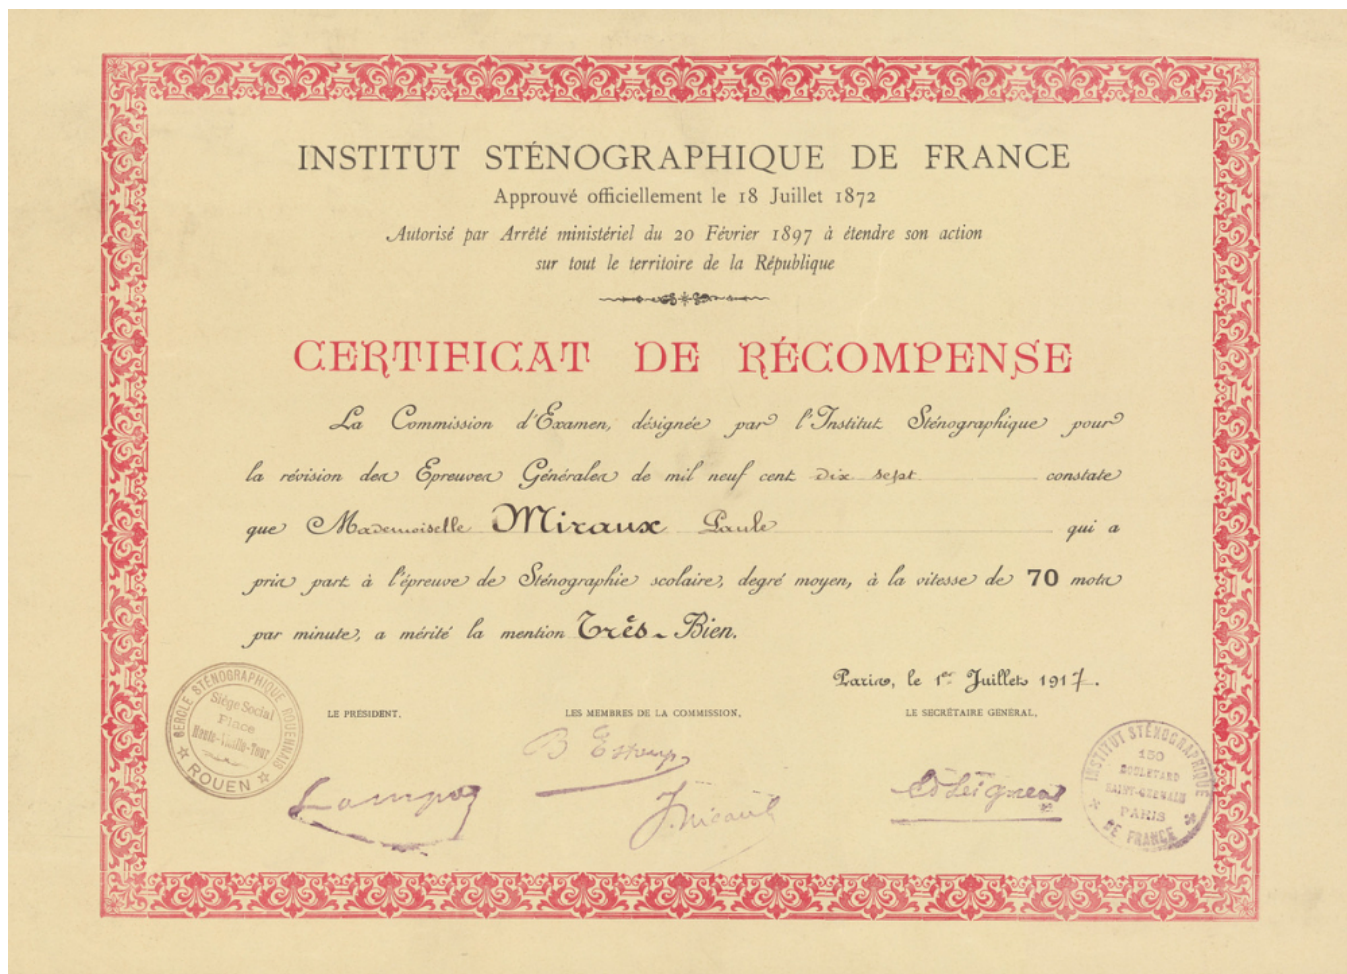 INSTITUT STÉNOGRAPHIQUE DE FRANCE
Approuvé officiellement le 18 Juillet 1872
Autorisé par Arrêté ministériel du 20 Février 1897 à étendre son action
sur tout le territoire de la République
CERTIFICAT DE RÉCOMPENSE
La Commission d'Examen, désignée par l'Institut Sténographique pour
la révision des Epreuves Générales de mil neuf cent dix sept constate
que Mademoiselle Miraux Paule qui a
pris part à l'épreuve de Sténographie scolaire, degré moyen, à la vitesse de 70 mots
par minute, a mérité la mention Très-Bien.
Paris, le 1er Juillet 1917.
LE PRÉSIDENT,
LES MEMBRES DE LA COMMISSION,
LE SECRÉTAIRE GÉNÉRAL,
CERCLE STÉNOGRAPHIQUE ROUENNAIS
Siège Social
Place
Haute-Vieille-Tour
ROUEN
INSTITUT STÉNOGRAPHIQUE
150
BOULEVARD
SAINT-GERMAIN
PARIS
DE FRANCE